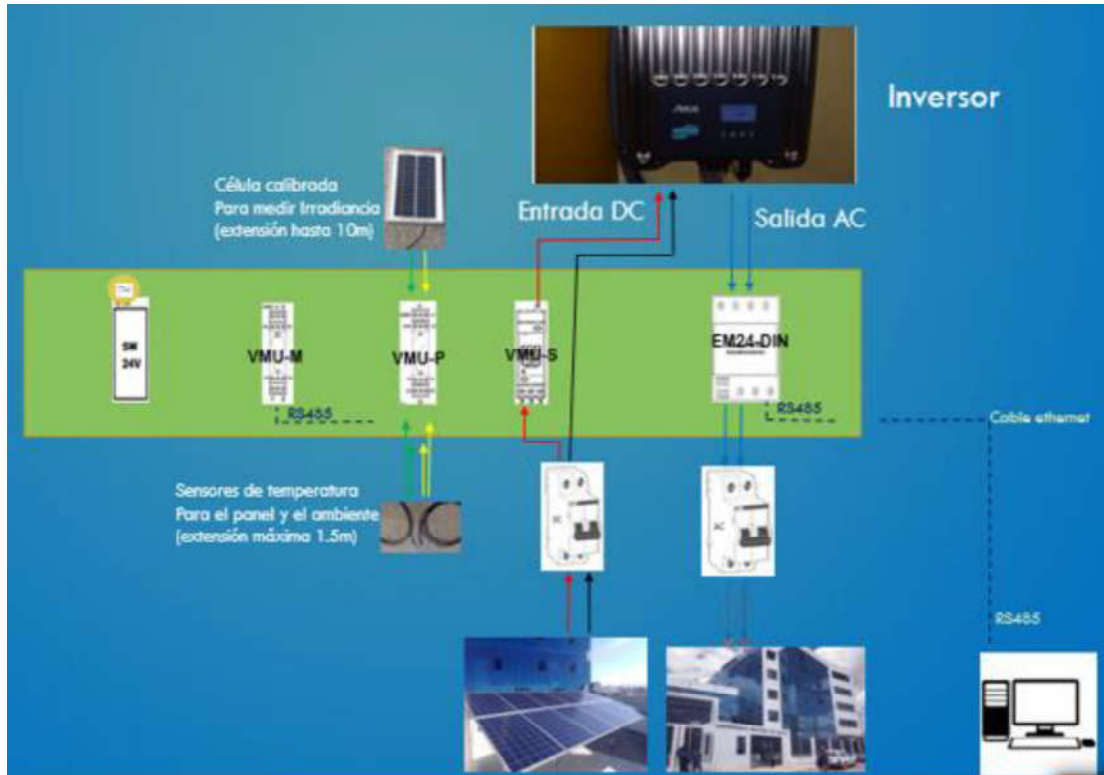 Inversor
Célula calibrada
Para medir Irradiancia
(extensión hasta 10m)
Entrada DC
Salida AC
SW
24V
VMU-M
VMU-P
VMU-S
EM24-DIN
RS485
RS485
Cable ethernet
Sensores de temperatura
Para el panel y el ambiente
(extensión máxima 1.5m)
DC
AC
RS485